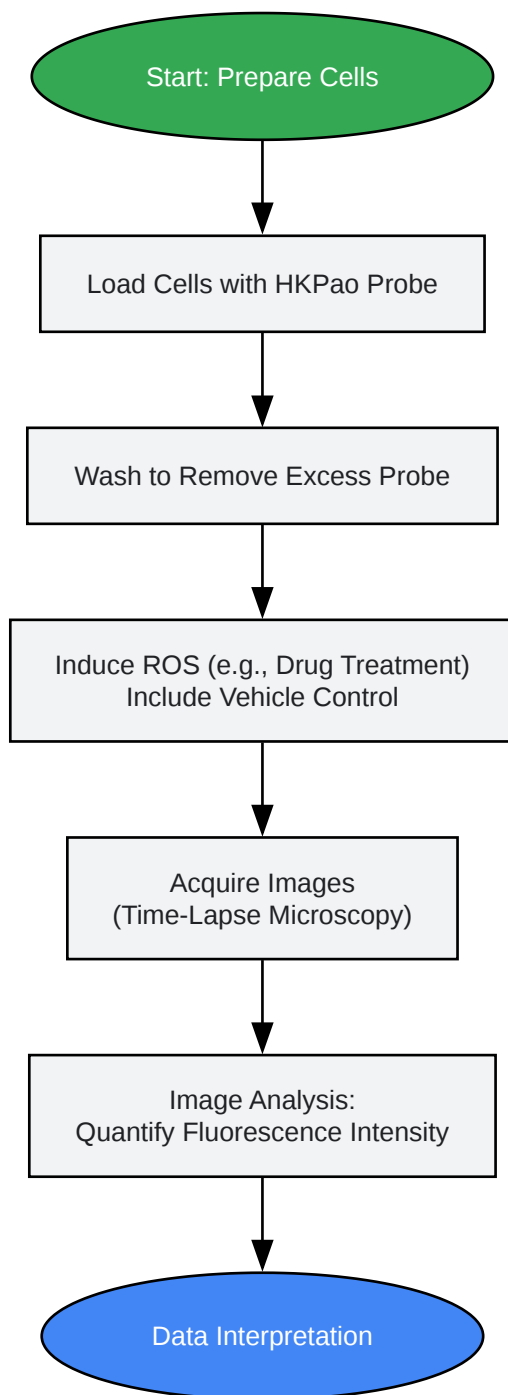 Start: Prepare Cells
Load Cells with HKPao Probe
Wash to Remove Excess Probe
Induce ROS (e.g., Drug Treatment)
Include Vehicle Control
Acquire Images
(Time-Lapse Microscopy)
Image Analysis:
Quantify Fluorescence Intensity
Data Interpretation